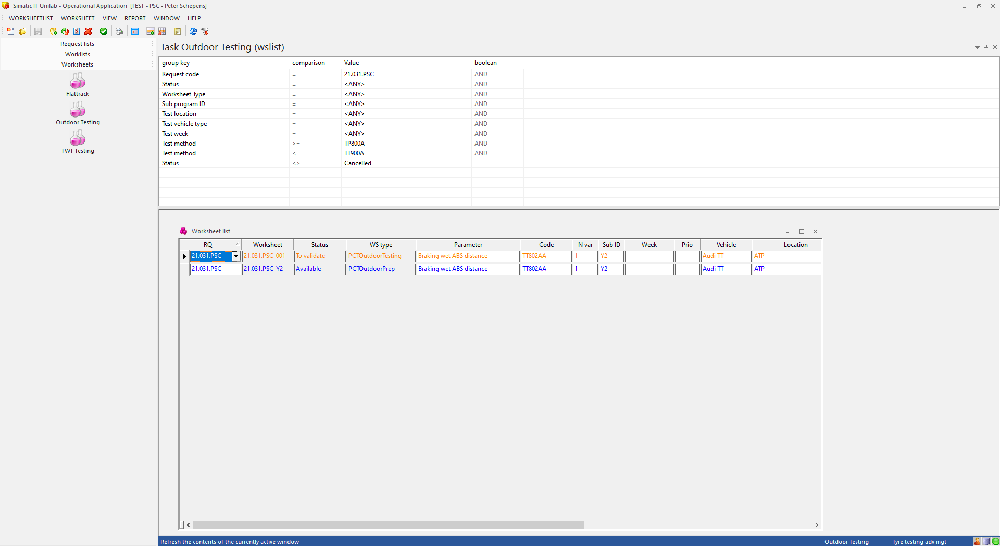 Simatic IT Unilab - Operational Application [TEST - PSC - Peter Schepens]
WORKSHEETLIST WORKSHEET VIEW REPORT WINDOW HELP
Request lists
Worklists
Worksheets
Flattrack
Outdoor Testing
TWT Testing
Task Outdoor Testing (wslist)
group key comparison Value boolean
Request code = 21.031.PSC AND
Status = <ANY> AND
Worksheet Type = <ANY> AND
Sub program ID = <ANY> AND
Test location = <ANY> AND
Test vehicle type = <ANY> AND
Test week = <ANY> AND
Test method >= TP800A AND
Test method < TT900A AND
Status <> Cancelled
Worksheet list
RQ Worksheet Status WS type Parameter Code N var Sub ID Week Prio Vehicle Location
21.031.PSC 21.031.PSC-001 To validate PCTOutdoorTesting Braking wet ABS distance TT802AA 1 Y2 Audi TT ATP
21.031.PSC 21.031.PSC-Y2 Available PCTOutdoorPrep Braking wet ABS distance TT802AA 1 Y2 Audi TT ATP
Refresh the contents of the currently active window Outdoor Testing Tyre testing adv mgt